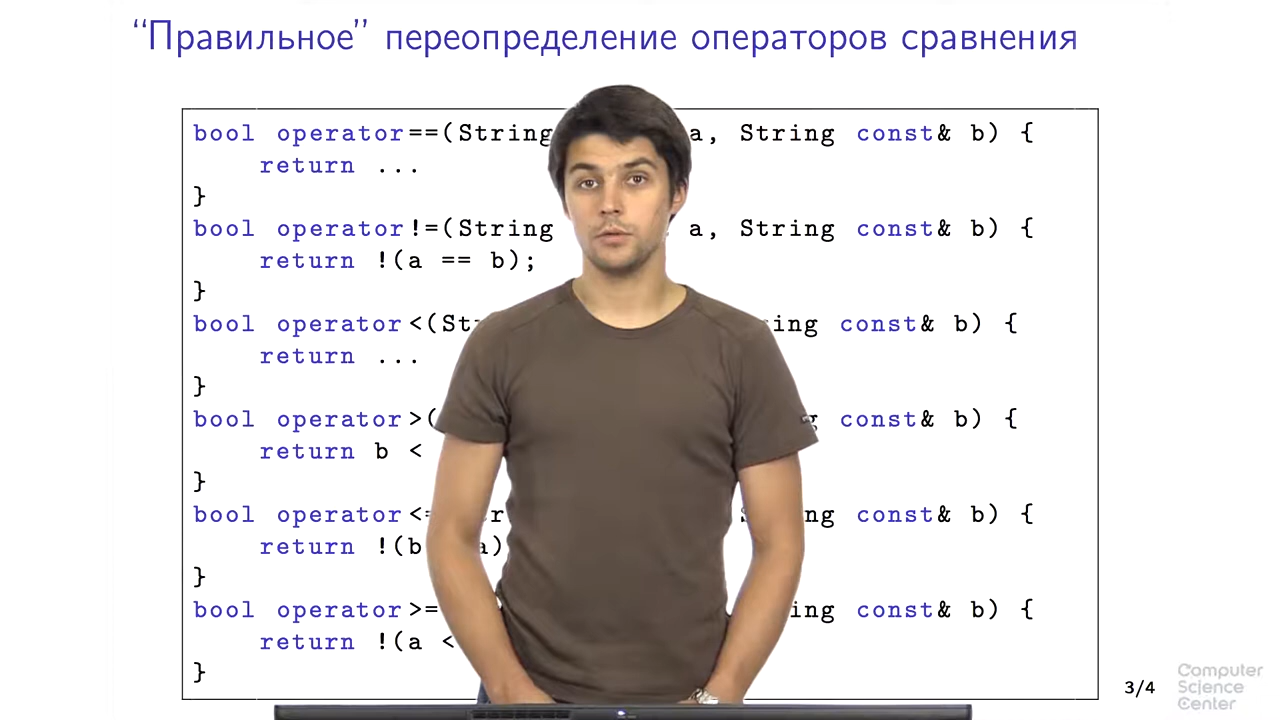 “Правильное” переопределение операторов сравнения
bool operator==(String a, String const& b) {
return ...
}
bool operator!=(String a, String const& b) {
return !(a == b);
}
bool operator<(St ing const& b) {
return ...
}
bool operator>( const& b) {
return b <
}
bool operator<= r ng const& b) {
return !(b a)
}
bool operator>= ing const& b) {
return !(a <
}
3/4
Computer
Science
Center